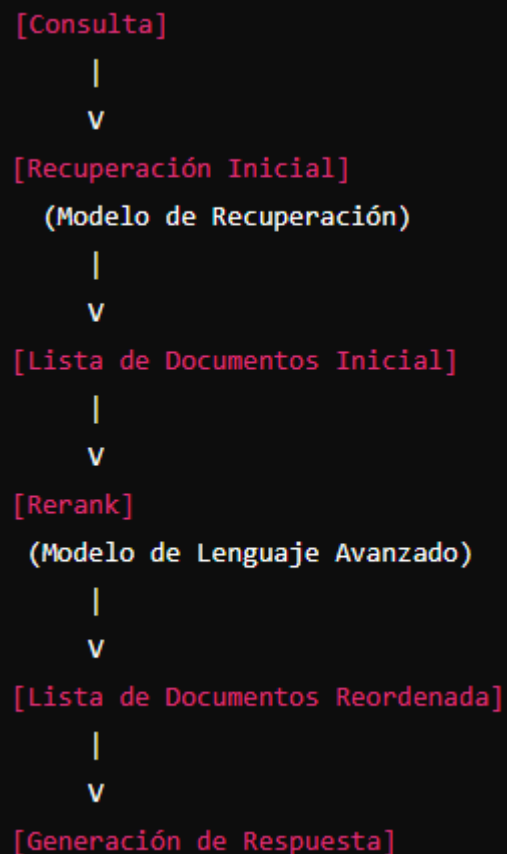 [Consulta]
|
v
[Recuperación Inicial]
(Modelo de Recuperación)
|
v
[Lista de Documentos Inicial]
|
v
[Rerank]
(Modelo de Lenguaje Avanzado)
|
v
[Lista de Documentos Reordenada]
|
v
[Generación de Respuesta]